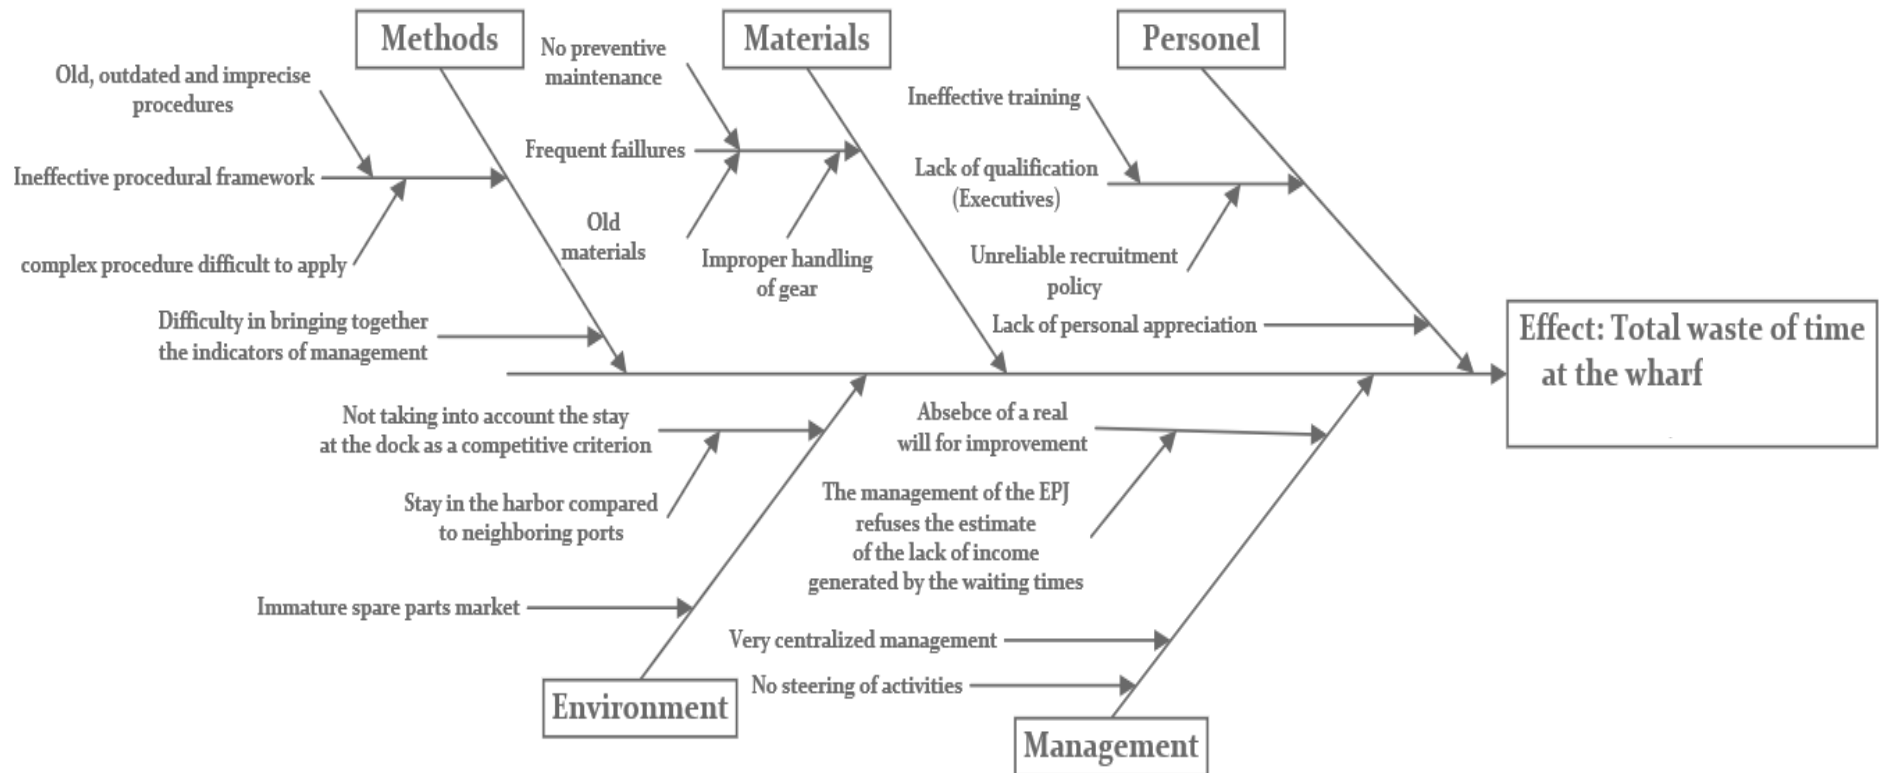 Methods
Materials
Personel
Old, outdated and imprecise
procedures
Ineffective procedural framework
complex procedure difficult to apply
Difficulty in bringing together
the indicators of management
No preventive
maintenance
Frequent faillures
Old
materials
Improper handling
of gear
Ineffective training
Lack of qualification
(Executives)
Unreliable recruitment
policy
Lack of personal appreciation
Effect: Total waste of time
at the wharf
Not taking into account the stay
at the dock as a competitive criterion
Stay in the harbor compared
to neighboring ports
Immature spare parts market
Environment
Absebce of a real
will for improvement
The management of the EPJ
refuses the estimate
of the lack of income
generated by the waiting times
Very centralized management
No steering of activities
Management